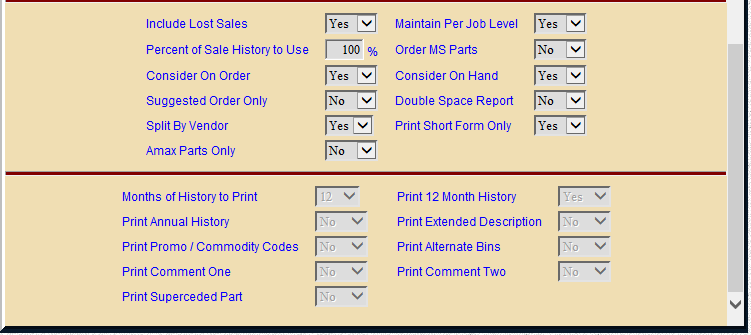 Include Lost Sales Yes Maintain Per Job Level Yes
Percent of Sale History to Use 100 % Order MS Parts No
Consider On Order Yes Consider On Hand Yes
Suggested Order Only No Double Space Report No
Split By Vendor Yes Print Short Form Only Yes
Amax Parts Only No
Months of History to Print 12 Print 12 Month History Yes
Print Annual History No Print Extended Description No
Print Promo / Commodity Codes No Print Alternate Bins No
Print Comment One No Print Comment Two No
Print Superceded Part No